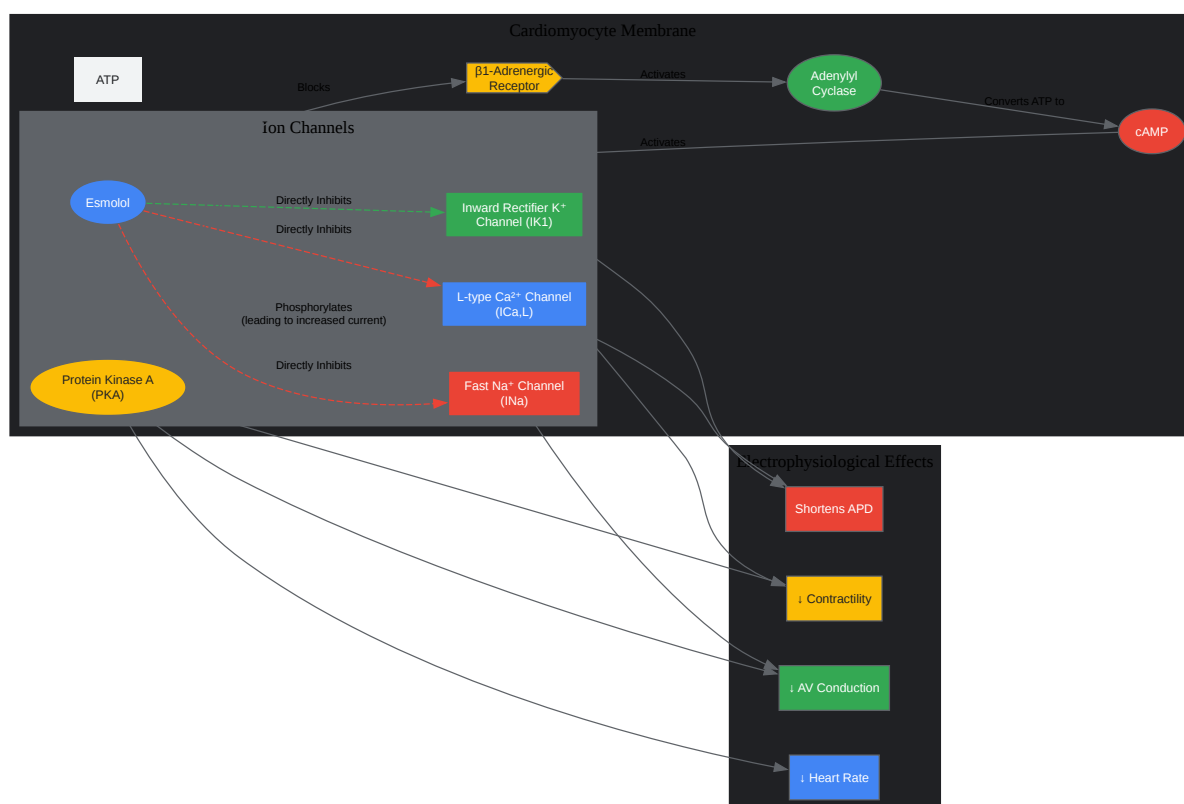 Cardiomyocyte Membrane
ATP
Blocks
β1-Adrenergic
Receptor
Activates
Adenylyl
Cyclase
Converts ATP to
cAMP
Activates
Ion Channels
Esmolol
Directly Inhibits
Inward Rectifier K⁺
Channel (IK1)
Directly Inhibits
L-type Ca²⁺ Channel
(ICa,L)
Phosphorylates
(leading to increased current)
Directly Inhibits
Protein Kinase A
(PKA)
Fast Na⁺ Channel
(INa)
Electrophysiological Effects
Shortens APD
↓ Contractility
↓ AV Conduction
↓ Heart Rate